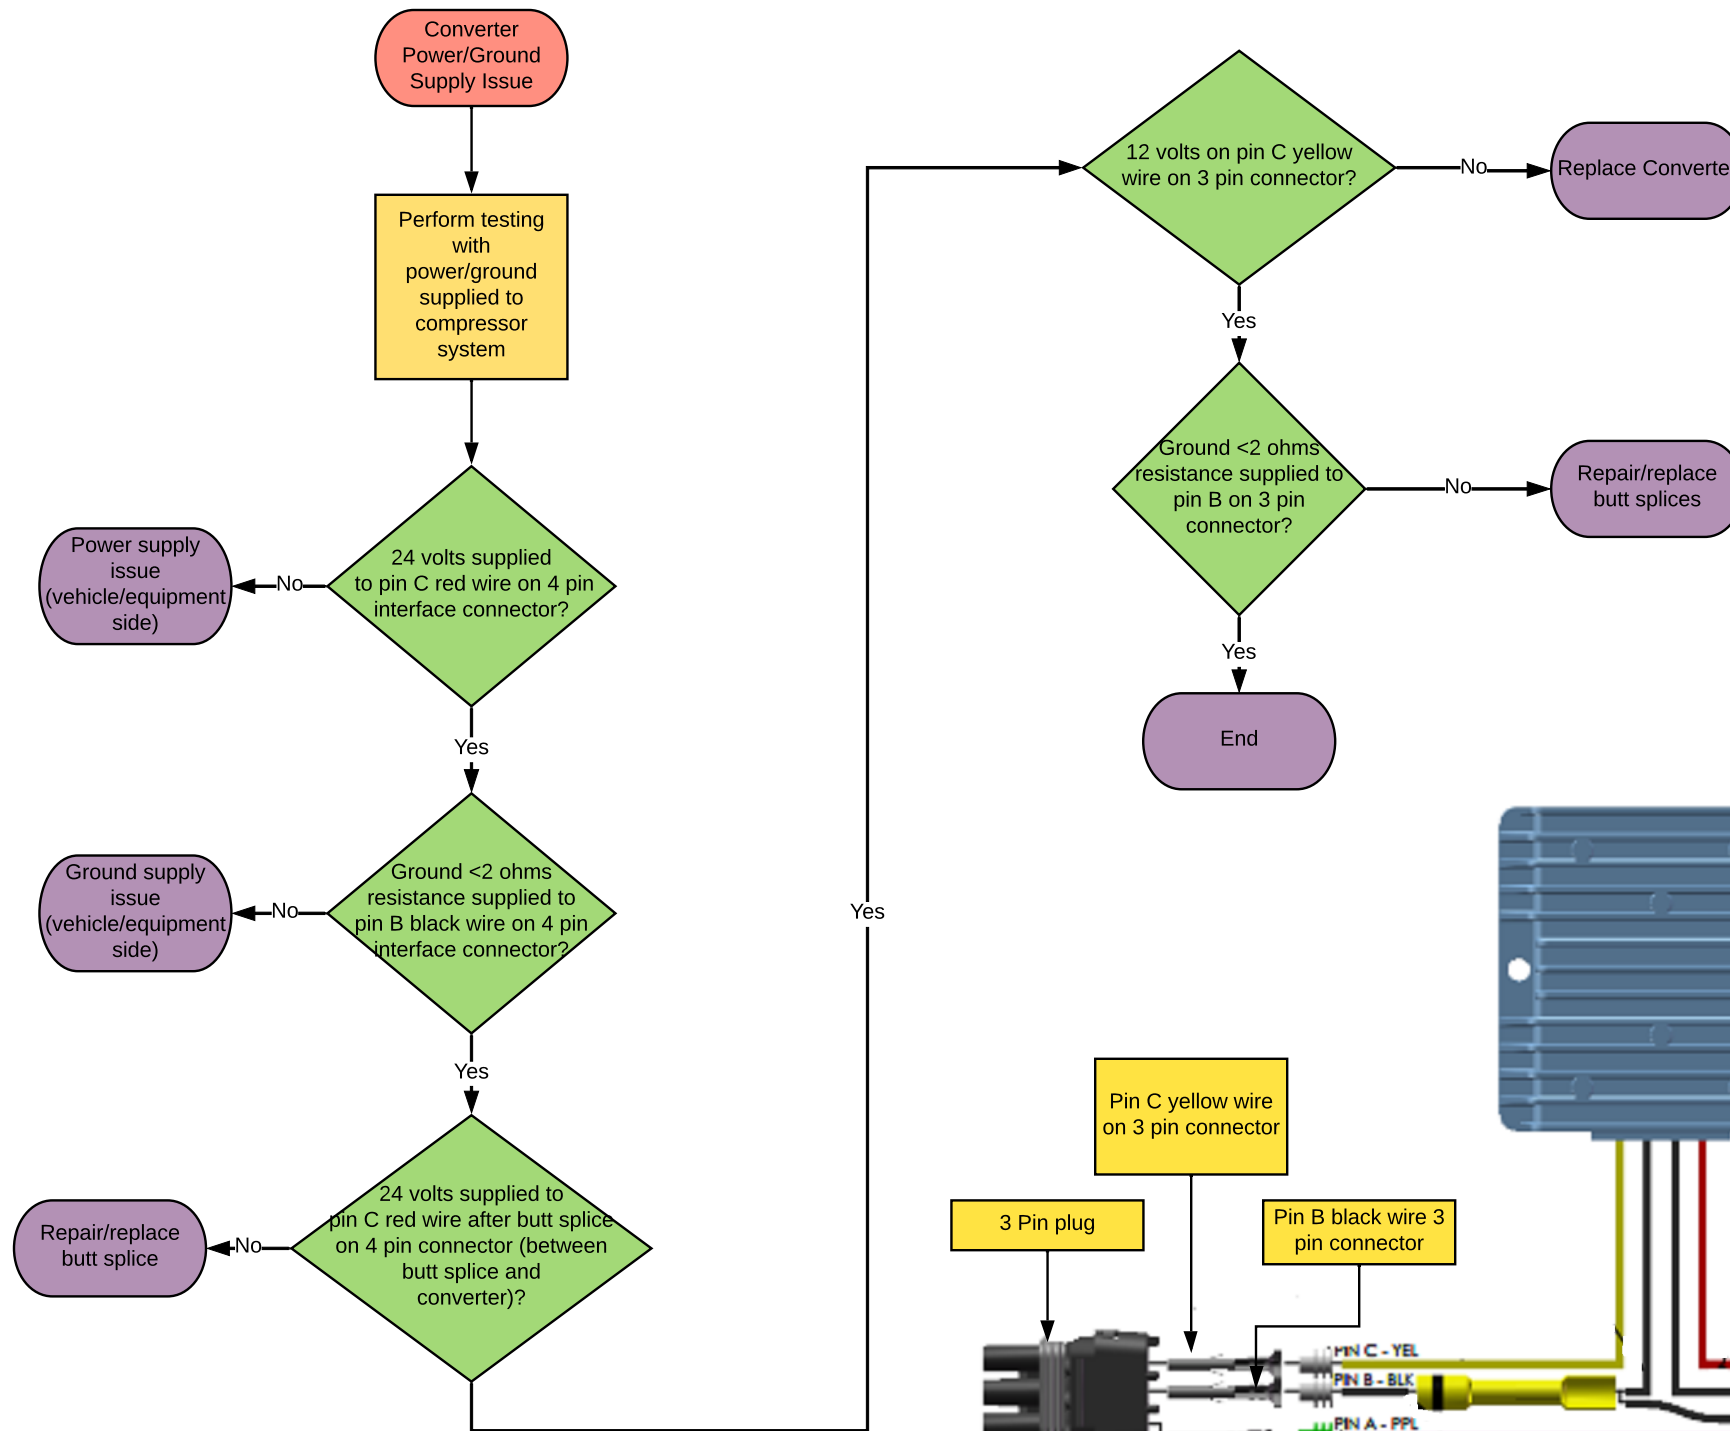 Converter
Power/Ground
Supply Issue
Perform testing
with
power/ground
supplied to
compressor
system
24 volts supplied
to pin C red wire on 4 pin
interface connector?
No
Power supply
issue
(vehicle/equipment
side)
Yes
Ground <2 ohms
resistance supplied to
pin B black wire on 4 pin
interface connector?
No
Ground supply
issue
(vehicle/equipment
side)
Yes
24 volts supplied to
pin C red wire after butt splice
on 4 pin connector (between
butt splice and
converter)?
No
Repair/replace
butt splice
Yes
12 volts on pin C yellow
wire on 3 pin connector?
No
Replace Converte
Yes
Ground <2 ohms
resistance supplied to
pin B on 3 pin
connector?
No
Repair/replace
butt splices
Yes
End
Pin C yellow wire
on 3 pin connector
3 Pin plug
Pin B black wire 3
pin connector
PIN C - YEL
PIN B - BLK
PIN A - PPL